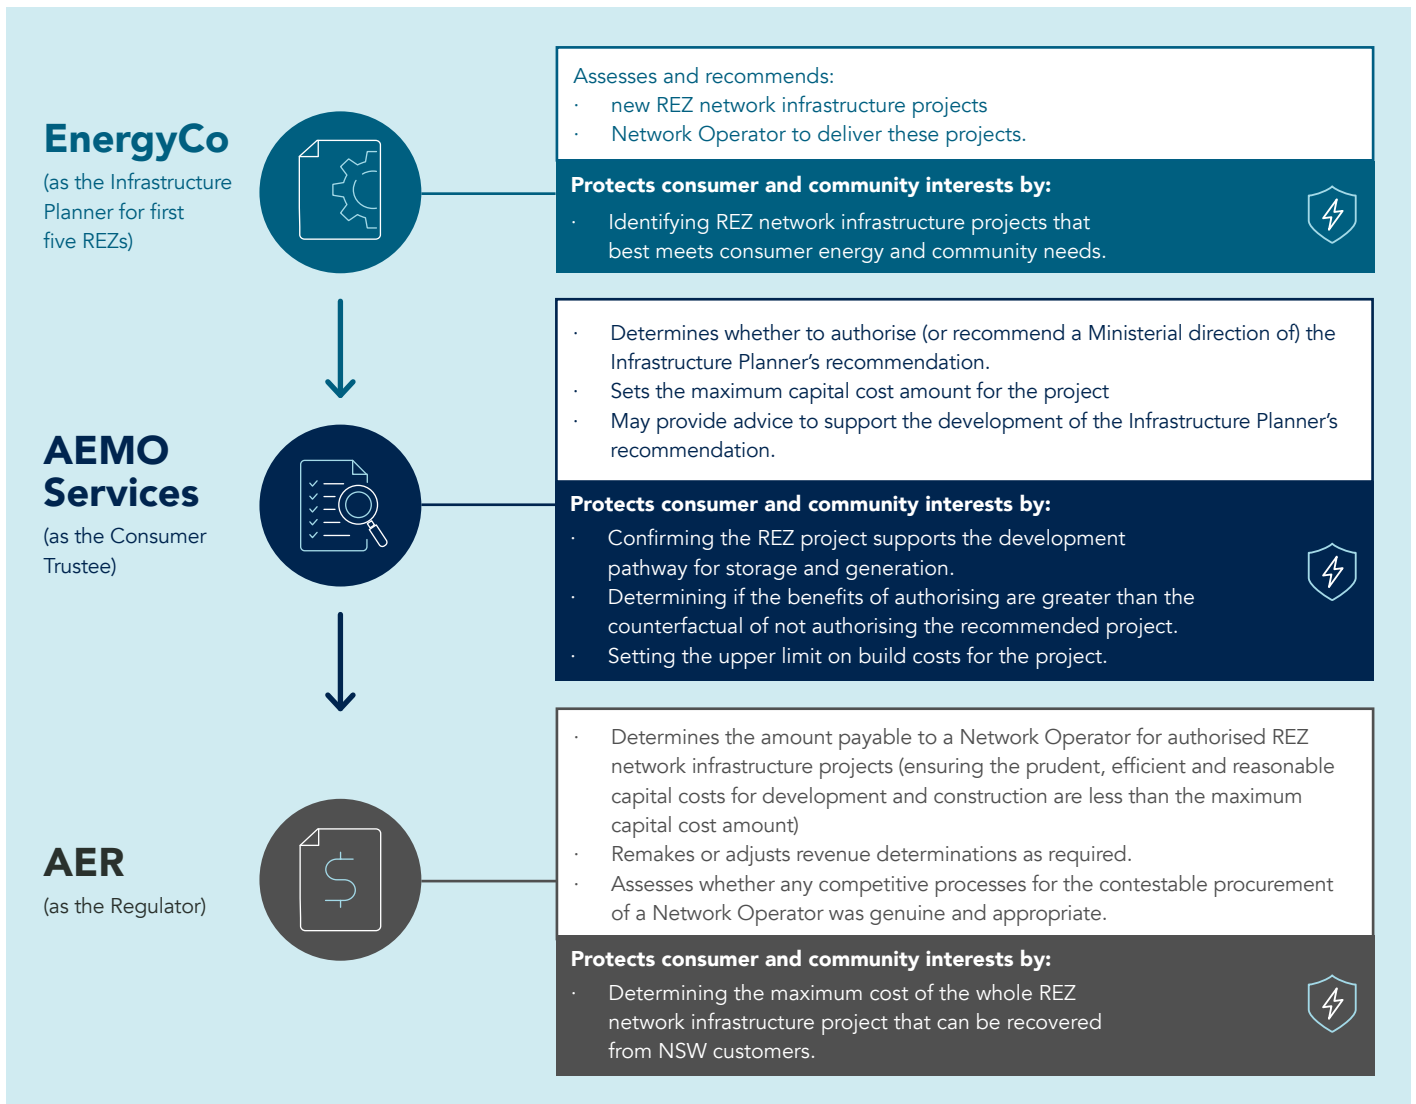 EnergyCo
(as the Infrastructure
Planner for first
five REZs)
Assesses and recommends:
· new REZ network infrastructure projects
· Network Operator to deliver these projects.
Protects consumer and community interests by:
· Identifying REZ network infrastructure projects that
best meets consumer energy and community needs.
AEMO
Services
(as the Consumer
Trustee)
· Determines whether to authorise (or recommend a Ministerial direction of) the
Infrastructure Planner’s recommendation.
· Sets the maximum capital cost amount for the project
· May provide advice to support the development of the Infrastructure Planner’s
recommendation.
Protects consumer and community interests by:
· Confirming the REZ project supports the development
pathway for storage and generation.
· Determining if the benefits of authorising are greater than the
counterfactual of not authorising the recommended project.
· Setting the upper limit on build costs for the project.
AER
(as the Regulator)
$
· Determines the amount payable to a Network Operator for authorised REZ
network infrastructure projects (ensuring the prudent, efficient and reasonable
capital costs for development and construction are less than the maximum
capital cost amount)
· Remakes or adjusts revenue determinations as required.
· Assesses whether any competitive processes for the contestable procurement
of a Network Operator was genuine and appropriate.
Protects consumer and community interests by:
· Determining the maximum cost of the whole REZ
network infrastructure project that can be recovered
from NSW customers.